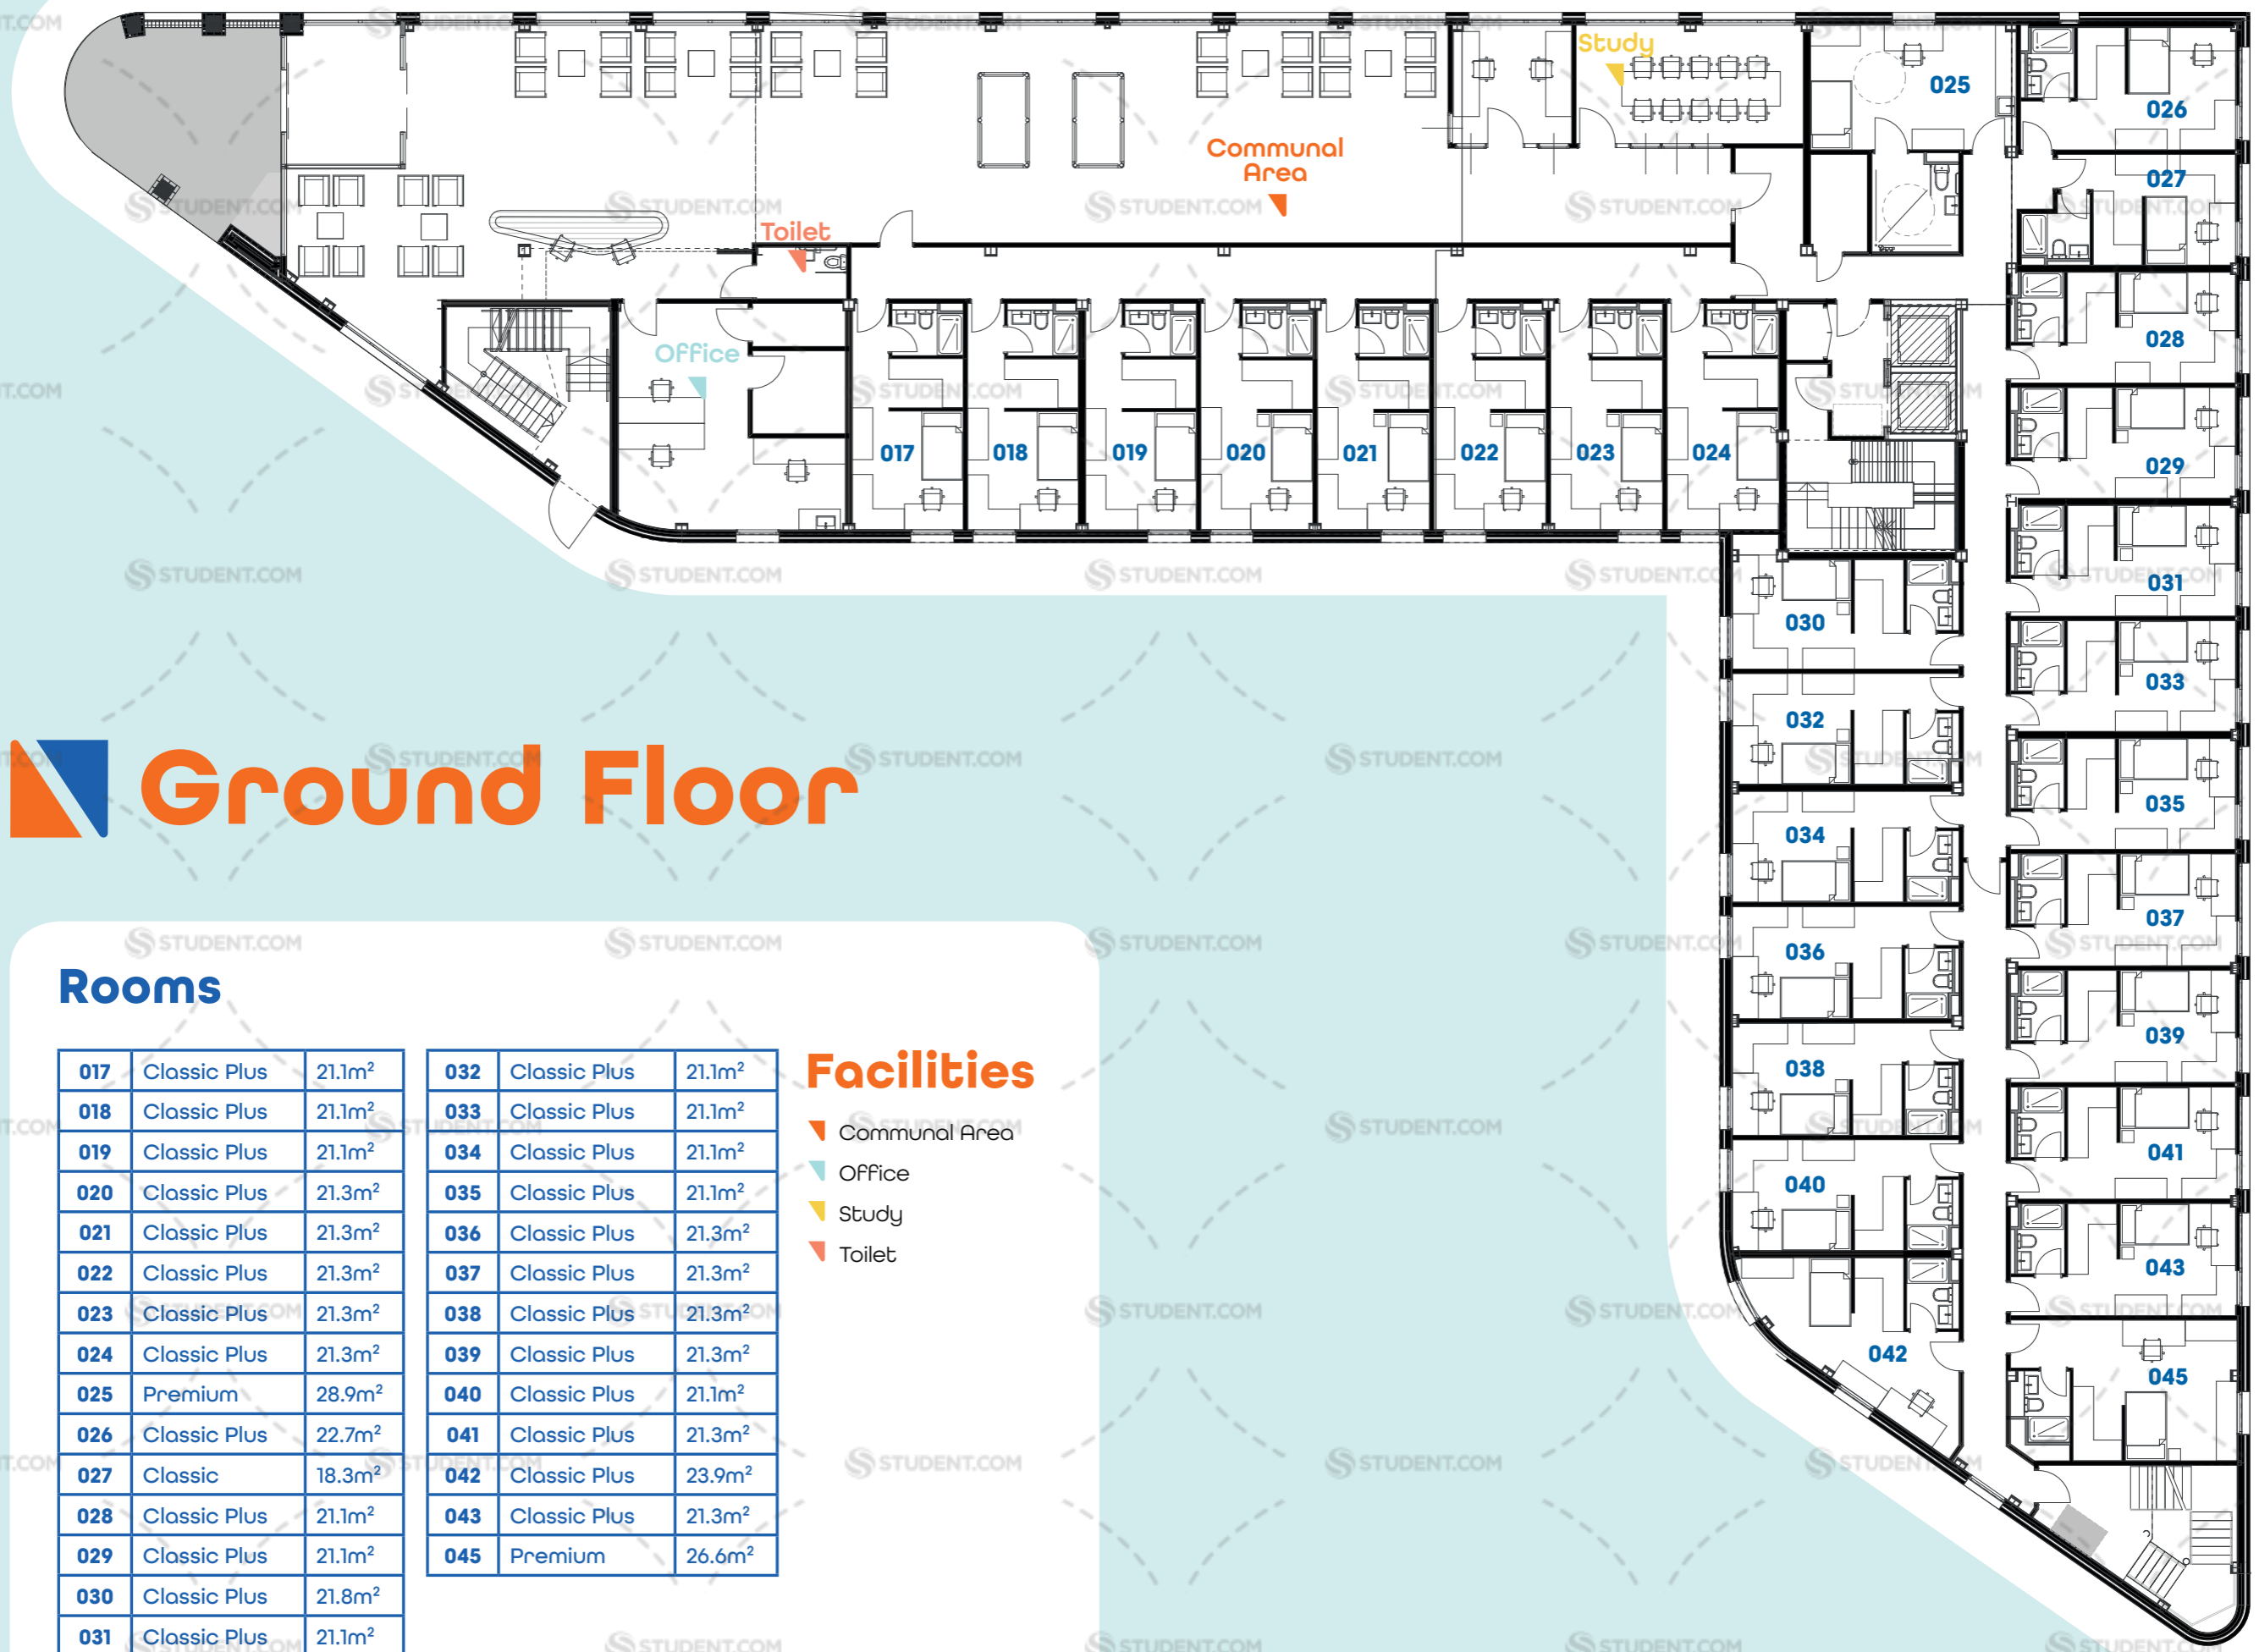 Study
025
026
Communal
Area
027
Toilet
028
Office
017
018
019
020
021
022
023
024
029
031
030
033
032
035
034
037
036
039
038
041
040
043
042
045
Ground Floor
Rooms
017 Classic Plus 21.1m²
018 Classic Plus 21.1m²
019 Classic Plus 21.1m²
020 Classic Plus 21.3m²
021 Classic Plus 21.3m²
022 Classic Plus 21.3m²
023 Classic Plus 21.3m²
024 Classic Plus 21.3m²
025 Premium 28.9m²
026 Classic Plus 22.7m²
027 Classic 18.3m²
028 Classic Plus 21.1m²
029 Classic Plus 21.1m²
030 Classic Plus 21.8m²
031 Classic Plus 21.1m²
032 Classic Plus 21.1m²
033 Classic Plus 21.1m²
034 Classic Plus 21.1m²
035 Classic Plus 21.1m²
036 Classic Plus 21.3m²
037 Classic Plus 21.3m²
038 Classic Plus 21.3m²
039 Classic Plus 21.3m²
040 Classic Plus 21.1m²
041 Classic Plus 21.3m²
042 Classic Plus 23.9m²
043 Classic Plus 21.3m²
045 Premium 26.6m²
Facilities
Communal Area
Office
Study
Toilet
STUDENT.COM